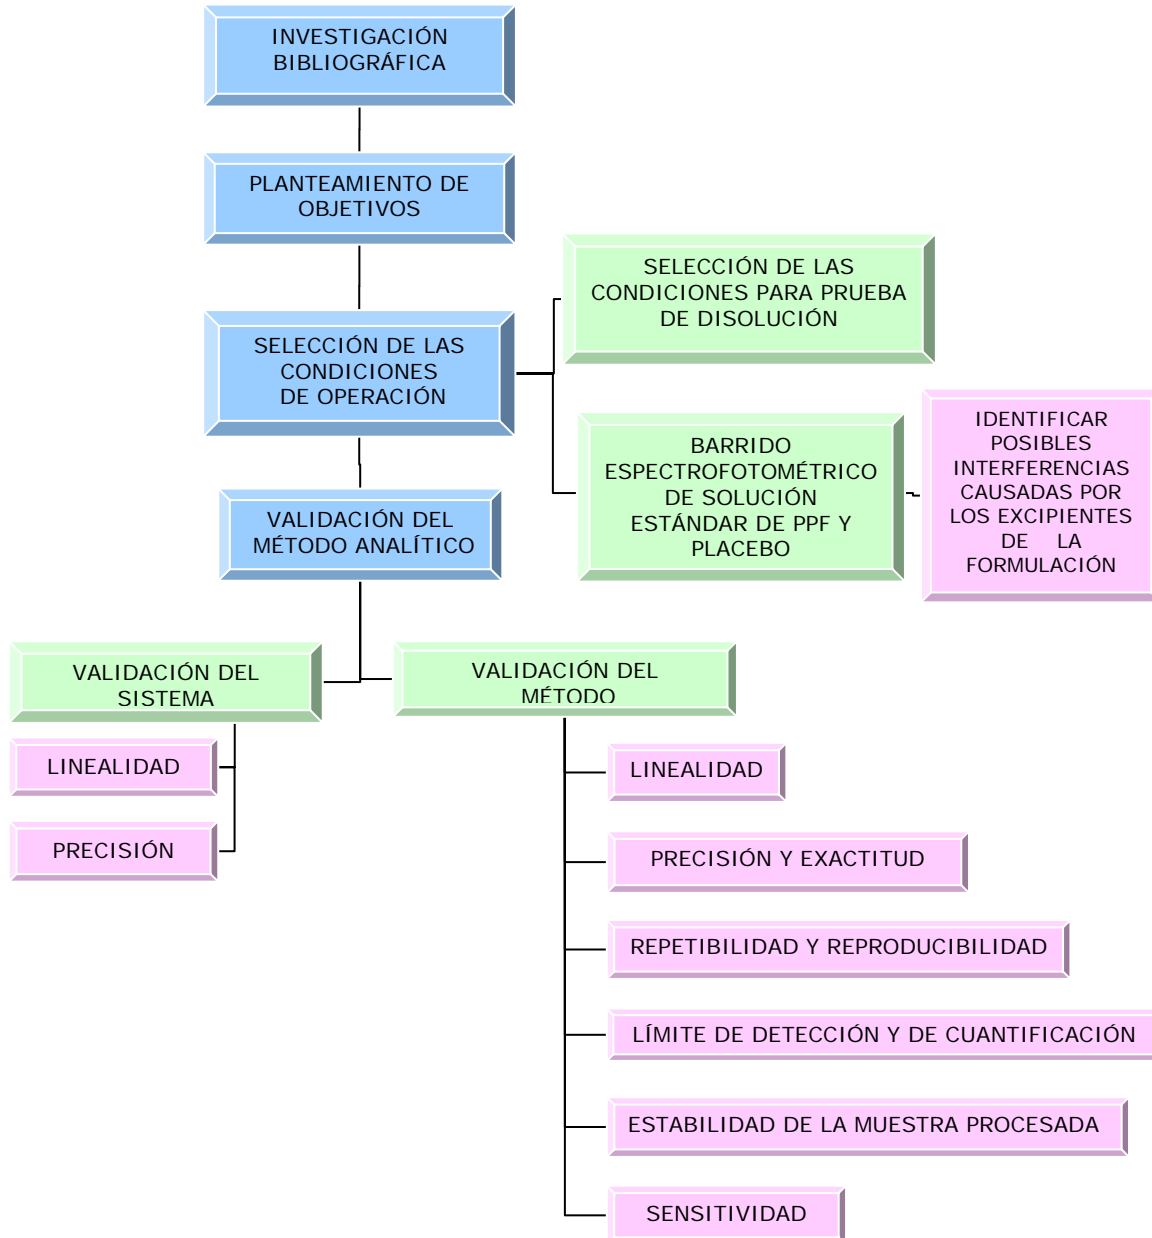 INVESTIGACIÓN
BIBLIOGRÁFICA
PLANTEAMIENTO DE
OBJETIVOS
SELECCIÓN DE LAS
CONDICIONES
DE OPERACIÓN
SELECCIÓN DE LAS
CONDICIONES PARA PRUEBA
DE DISOLUCIÓN
BARRIDO
ESPECTROFOTOMÉTRICO
DE SOLUCIÓN
ESTÁNDAR DE PPF Y
PLACEBO
IDENTIFICAR
POSIBLES
INTERFERENCIAS
CAUSADAS POR
LOS EXCIPIENTES
DE LA
FORMULACIÓN
VALIDACIÓN DEL
MÉTODO ANALÍTICO
VALIDACIÓN DEL
SISTEMA
LINEALIDAD
PRECISIÓN
VALIDACIÓN DEL
MÉTODO
LINEALIDAD
PRECISIÓN Y EXACTITUD
REPETIBILIDAD Y REPRODUCIBILIDAD
LÍMITE DE DETECCIÓN Y DE CUANTIFICACIÓN
ESTABILIDAD DE LA MUESTRA PROCESADA
SENSITIVIDAD